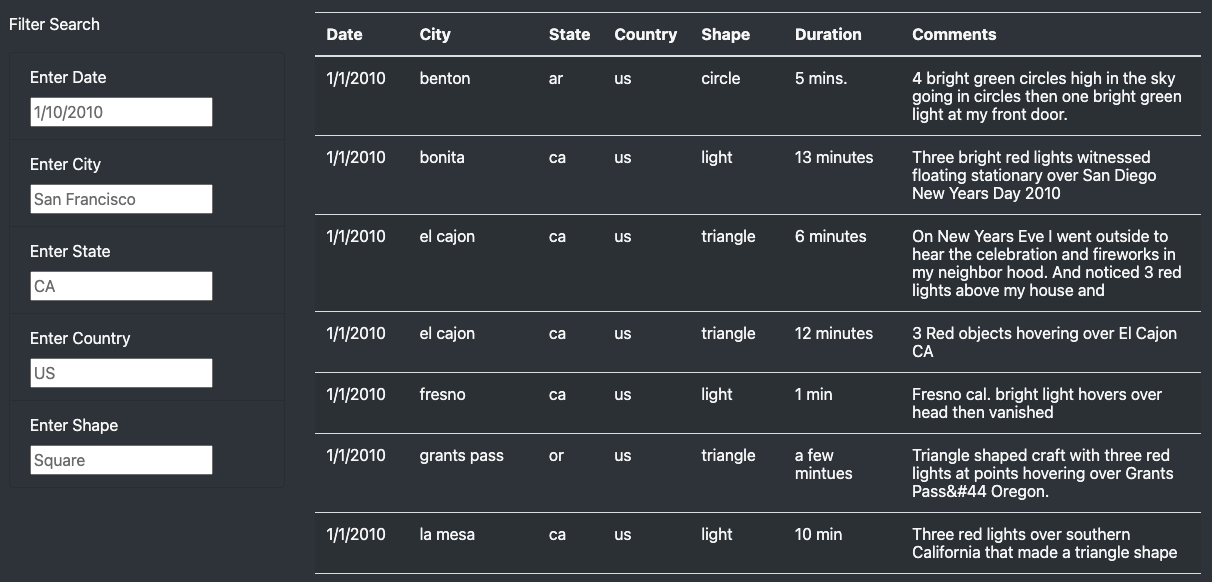 Filter Search
Enter Date
1/10/2010
Enter City
San Francisco
Enter State
CA
Enter Country
US
Enter Shape
Square
Date City State Country Shape Duration Comments
1/1/2010 benton ar us circle 5 mins. 4 bright green circles high in the sky
going in circles then one bright green
light at my front door.
1/1/2010 bonita ca us light 13 minutes Three bright red lights witnessed
floating stationary over San Diego
New Years Day 2010
1/1/2010 el cajon ca us triangle 6 minutes On New Years Eve I went outside to
hear the celebration and fireworks in
my neighbor hood. And noticed 3 red
lights above my house and
1/1/2010 el cajon ca us triangle 12 minutes 3 Red objects hovering over El Cajon
CA
1/1/2010 fresno ca us light 1 min Fresno cal. bright light hovers over
head then vanished
1/1/2010 grants pass or us triangle a few Triangle shaped craft with three red
mintues lights at points hovering over Grants
Pass&#44 Oregon.
1/1/2010 la mesa ca us light 10 min Three red lights over southern
California that made a triangle shape